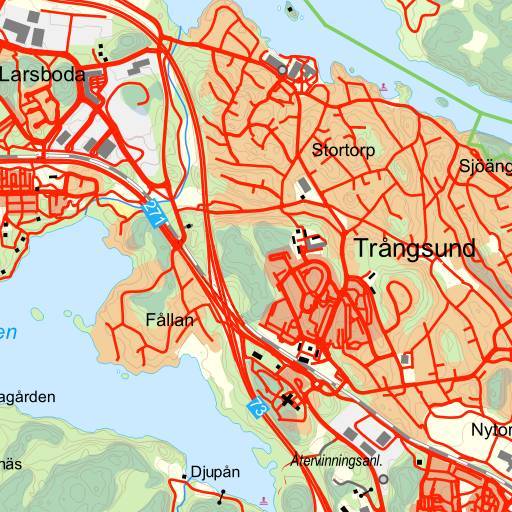 Larsboda
Stortorp
Sjöäng
271
Trångsund
Fållan
en
agården
73
Nytor
Återvinningsanl.
näs
Djupån